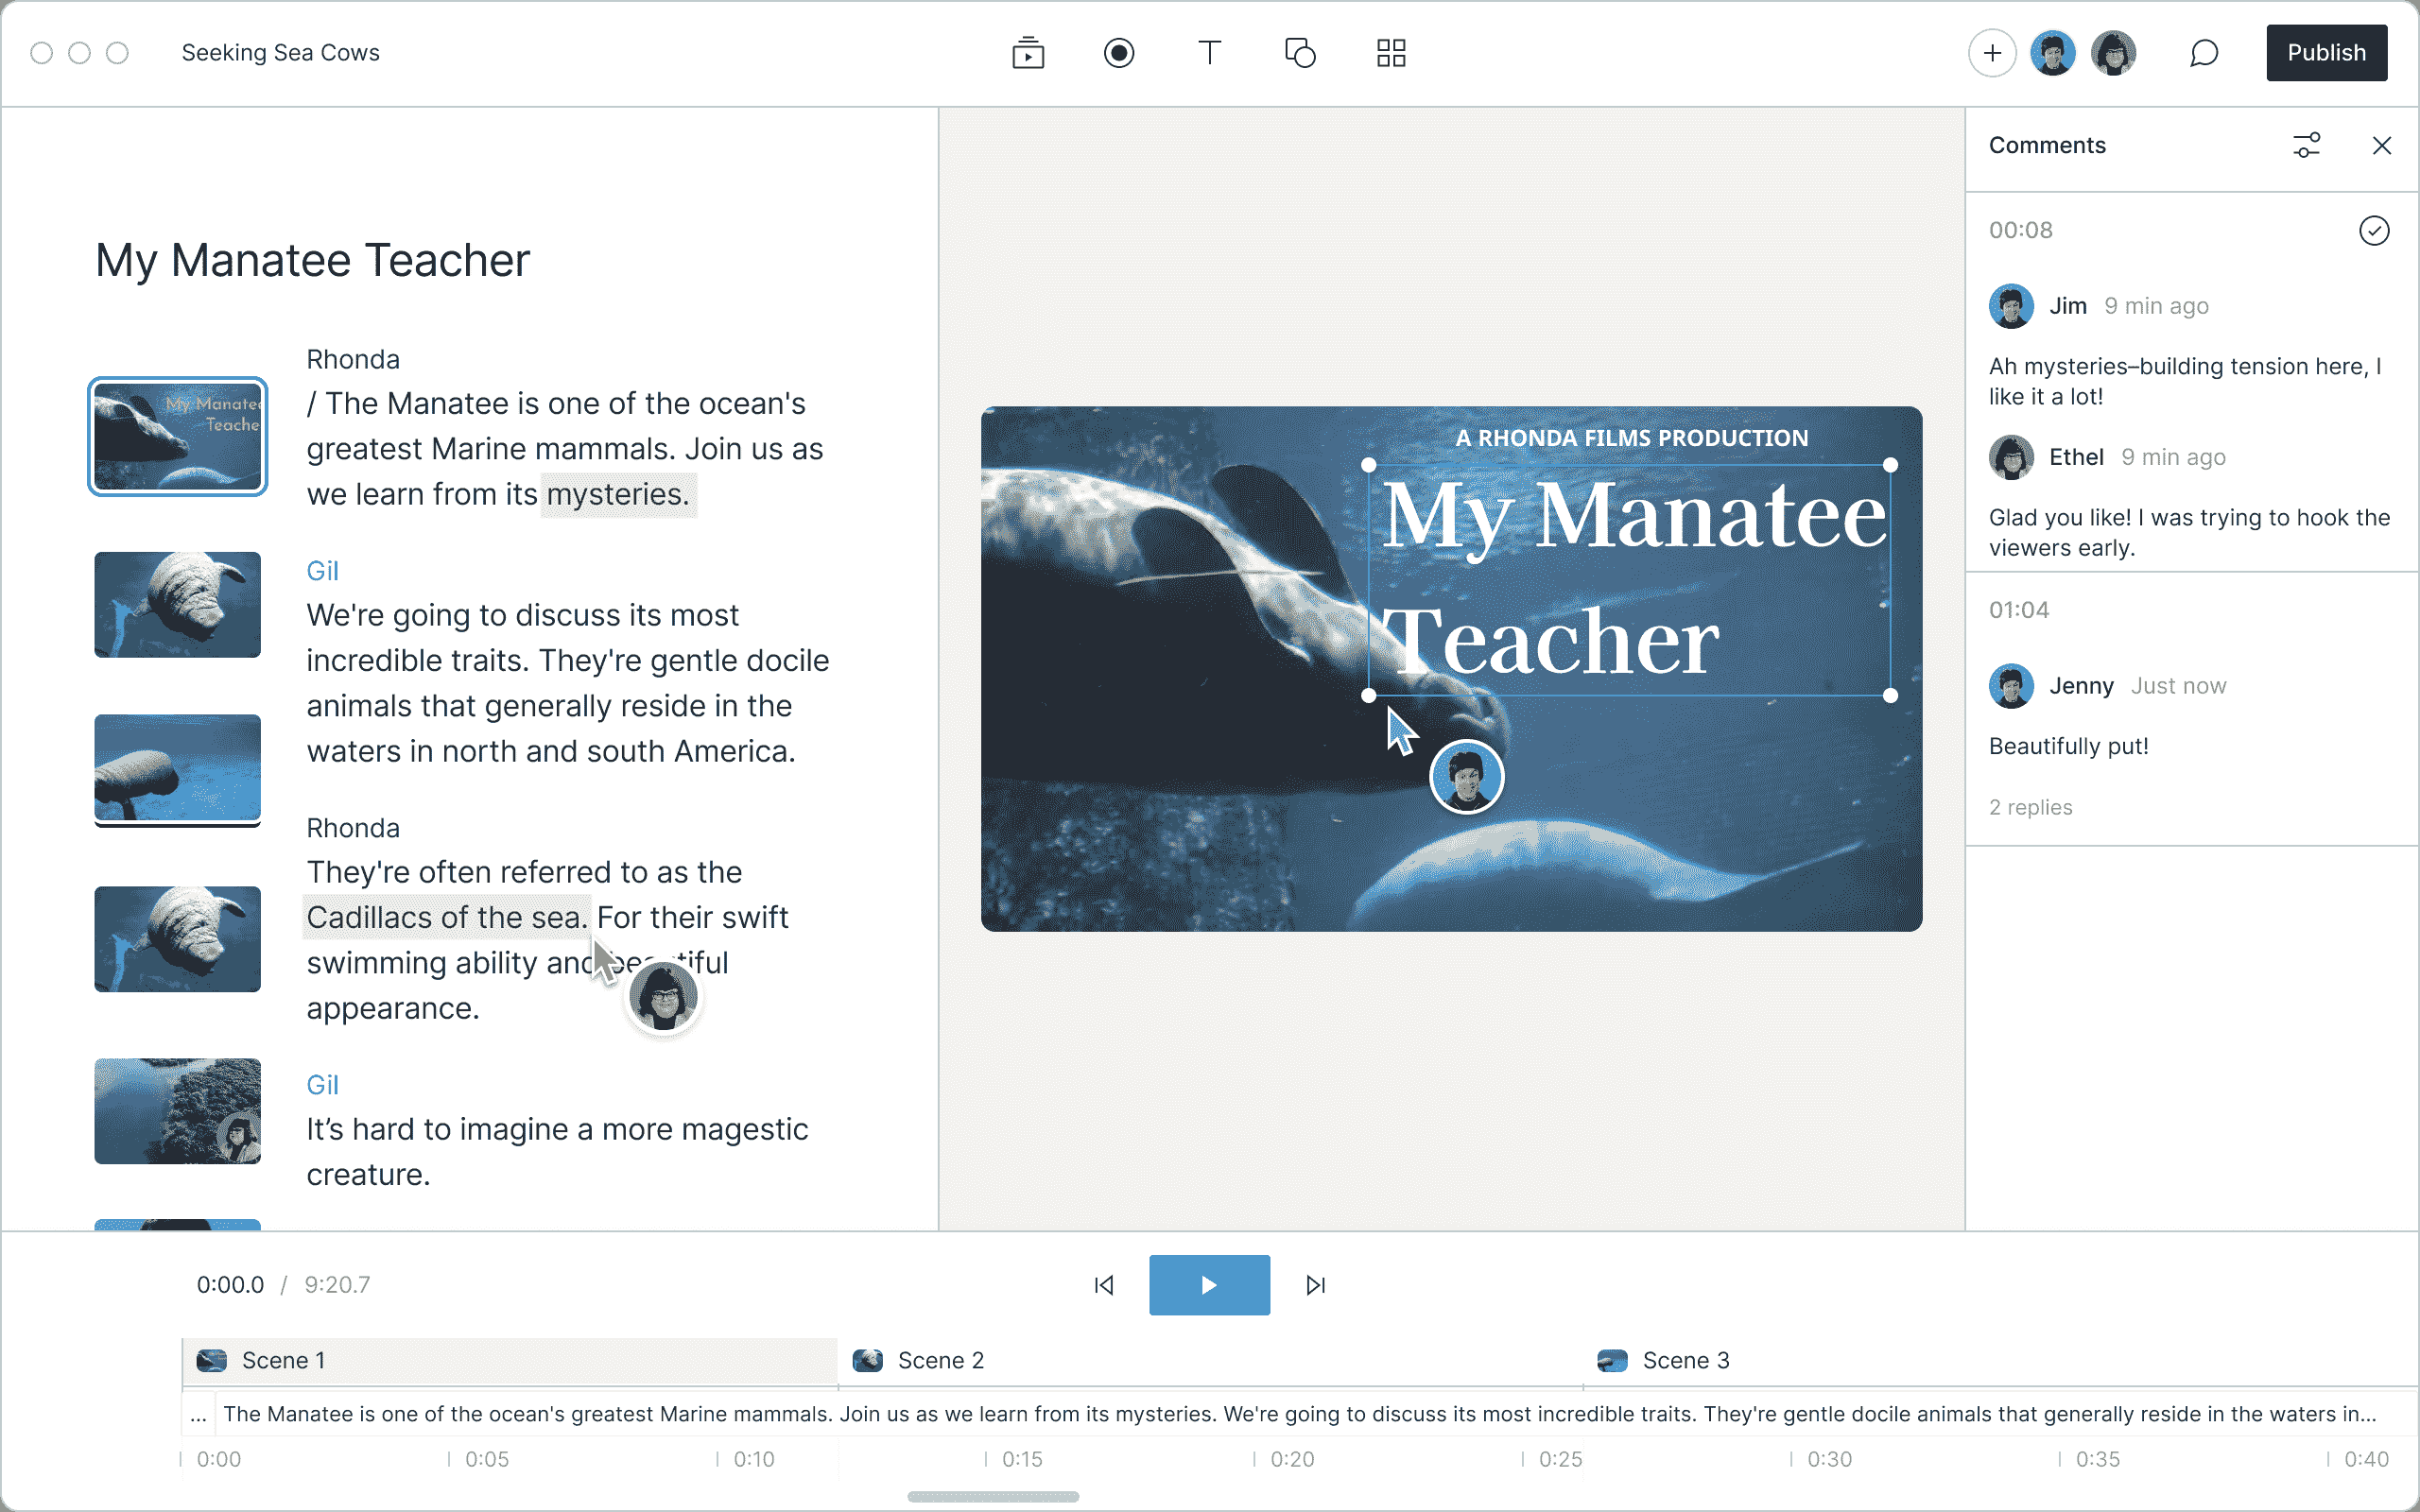 Seeking Sea Cows
Publish
My Manatee Teacher
My Manatee
Teache
Rhonda
/ The Manatee is one of the ocean's
greatest Marine mammals. Join us as
we learn from its mysteries.
Gil
We're going to discuss its most
incredible traits. They're gentle docile
animals that generally reside in the
waters in north and south America.
Rhonda
They're often referred to as the
Cadillacs of the sea. For their swift
swimming ability and beautiful
appearance.
Gil
It’s hard to imagine a more magestic
creature.
A RHONDA FILMS PRODUCTION
My Manatee
Teacher
Comments
00:08
Jim 9 min ago
Ah mysteries–building tension here, I
like it a lot!
Ethel 9 min ago
Glad you like! I was trying to hook the
viewers early.
01:04
Jenny Just now
Beautifully put!
2 replies
0:00.0 / 9:20.7
Scene 1 Scene 2 Scene 3
... The Manatee is one of the ocean's greatest Marine mammals. Join us as we learn from its mysteries. We're going to discuss its most incredible traits. They're gentle docile animals that generally reside in the waters in...
0:00 0:05 0:10 0:15 0:20 0:25 0:30 0:35 0:40